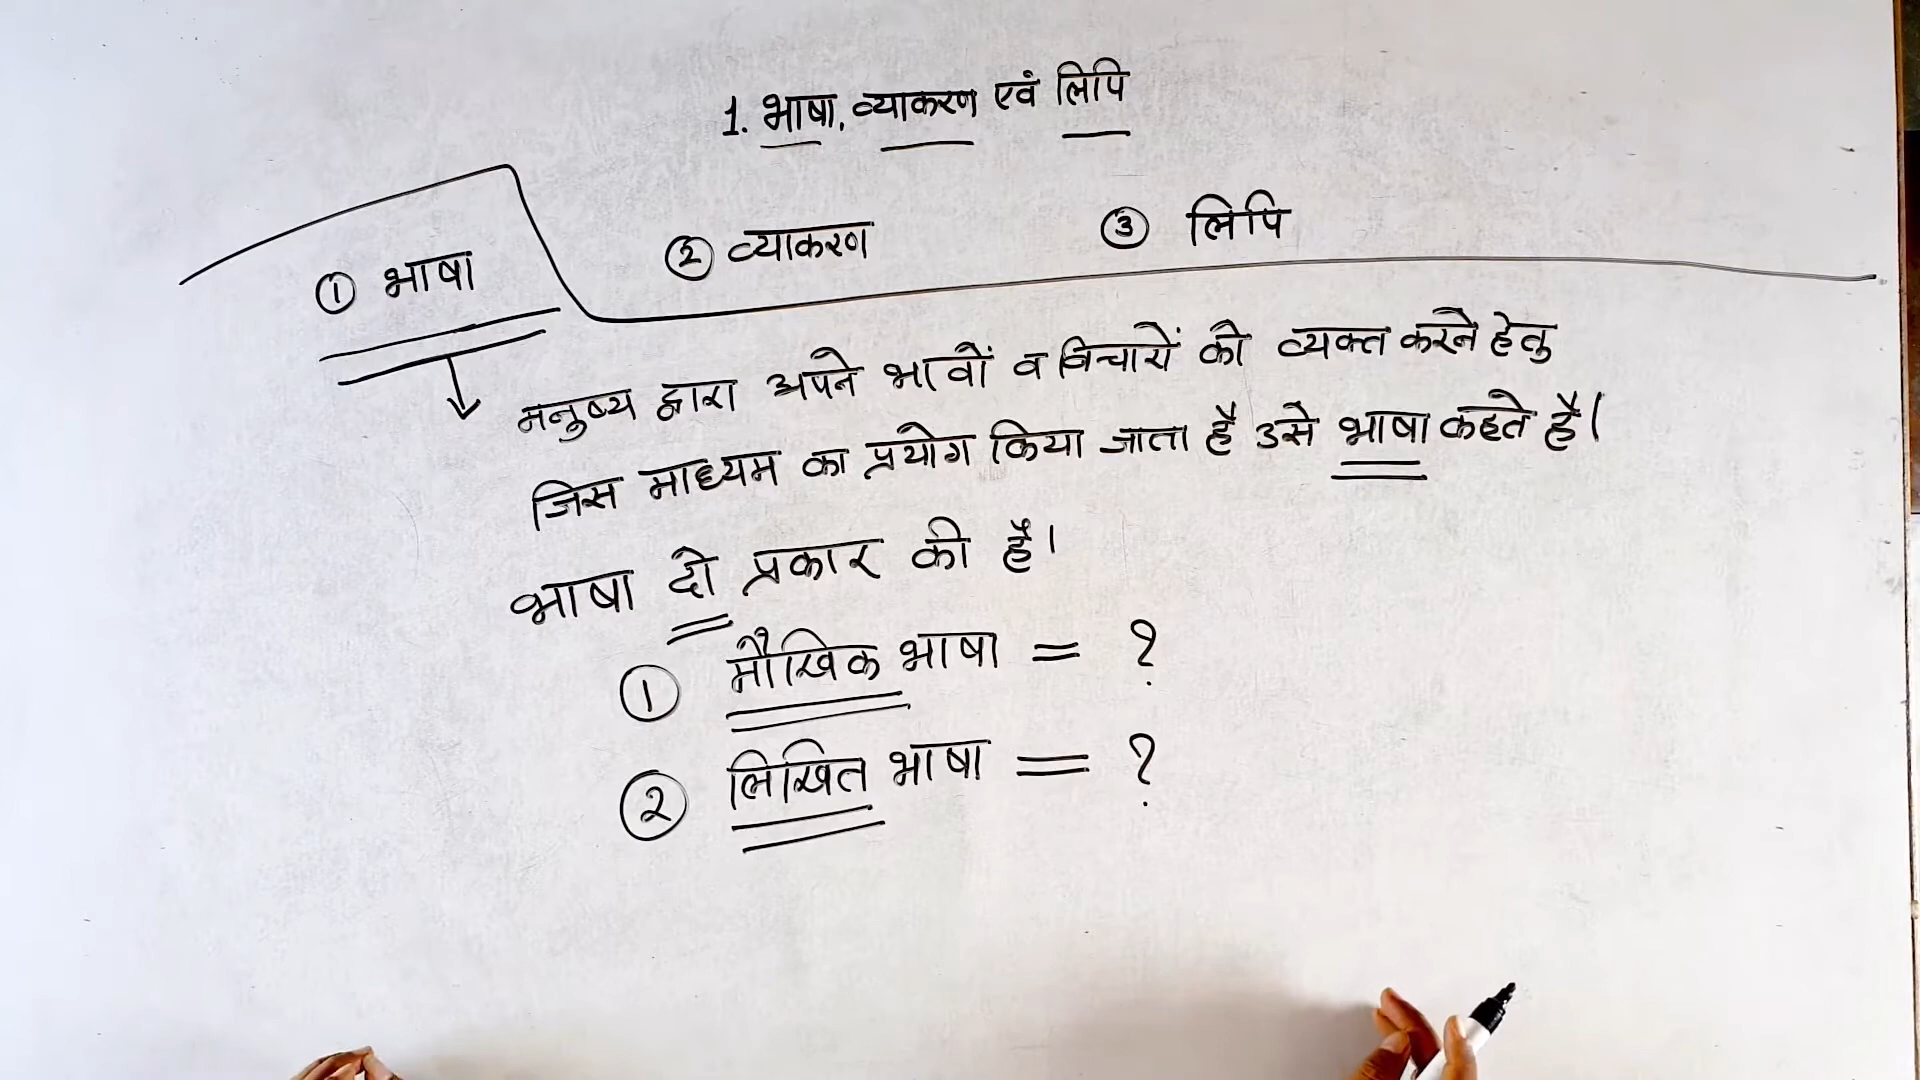 1. भाषा, व्याकरण एवं लिपि
① भाषा ② व्याकरण ③ लिपि
मनुष्य द्वारा अपने भावों व विचारों को व्यक्त करने हेतु
जिस माध्यम का प्रयोग किया जाता है उसे भाषा कहते है।
भाषा दो प्रकार की है।
① मौखिक भाषा = ?
② लिखित भाषा = ?